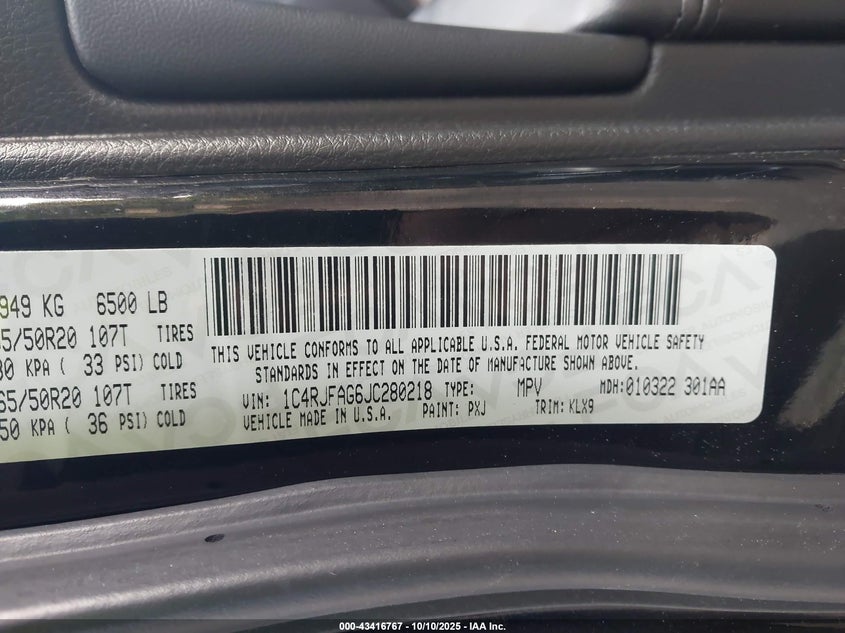 949 KG 6500 LB
5/50R20 107T TIRES
30 KPA ( 33 PSI) COLD
65/50R20 107T TIRES
50 KPA ( 36 PSI) COLD
THIS VEHICLE CONFORMS TO ALL APPLICABLE U.S.A. FEDERAL MOTOR VEHICLE SAFETY
STANDARDS IN EFFECT ON THE DATE OF MANUFACTURE SHOWN ABOVE.
VIN: 1C4RJFAG6JC280218 TYPE: MPV MDH:010322 301AA
VEHICLE MADE IN U.S.A. PAINT: PXJ TRIM: KLX9
000-43416767 - 10/10/2025 - IAA Inc.